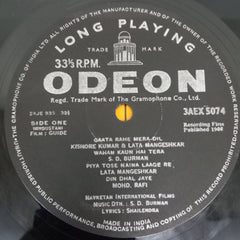 LONG PLAYING
TRADE MARK
33⅓ R.P.M.
ODEON
Regd. Trade Mark of The Gramophone Co., Ltd.
3AEX 5074
SIDE ONE
HINDUSTANI
FILM : GUIDE
Recording First
Published
GAATA RAHE MERA-DIL
KISHORE KUMAR & LATA MANGESHKAR
WAHAN KAUN HAI TERA
S. D. BURMAN
PIYA TOSE NAINA LAAGE RE
LATA MANGESHKAR
DIN DHAL JAYE
MOHD. RAFI
NAVKETAN INTERNATIONAL FILMS
MUSIC DTN. : S. D. BURMAN
LYRICS : SHAILENDRA
MADE IN INDIA